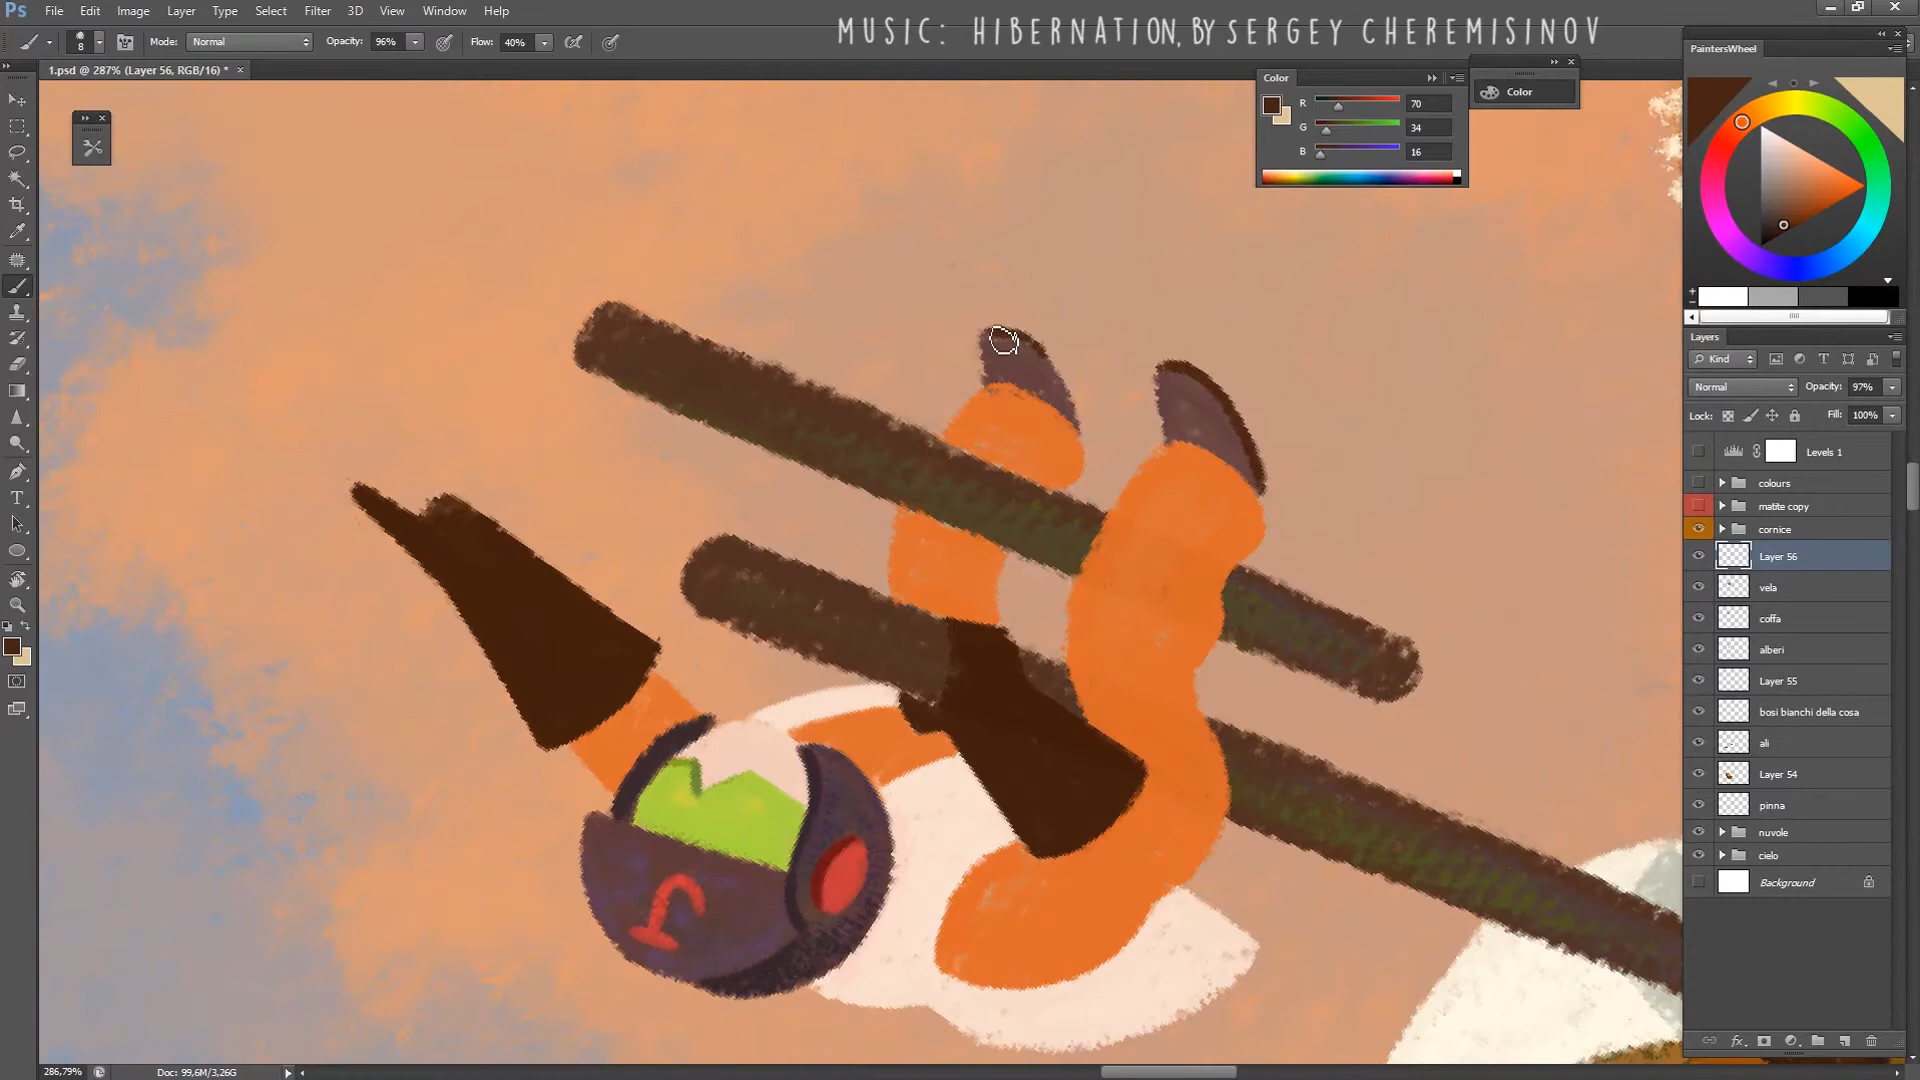 Ps File Edit Image Layer Type Select Filter 3D View Window Help
MUSIC: HIBERNATION, BY SERGEY CHEREMISINOV
8 Mode: Normal Opacity: 96% Flow: 40%
1.psd @ 287% (Layer 56, RGB/16) *
Color
R 70
G 34
B 16
Color
PaintersWheel
Layers
Kind
Normal Opacity: 97%
Lock: Fill: 100%
Levels 1
colours
matite copy
cornice
Layer 56
vela
coffa
alberi
Layer 55
bosi bianchi della cosa
ali
Layer 54
pinna
nuvole
cielo
Background
286,79% Doc: 99,6M/3,26G